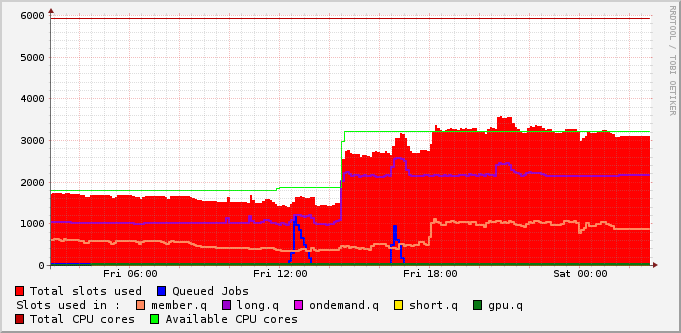 6000
5000
4000
3000
2000
1000
0
Fri 06:00 Fri 12:00 Fri 18:00 Sat 00:00
Total slots used Queued Jobs
Slots used in : member.q long.q ondemand.q short.q gpu.q
Total CPU cores Available CPU cores
RRDTOOL / TOBI OETIKER